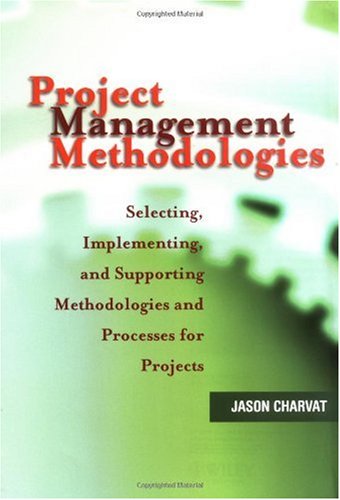 Copyrighted Material
Project
Management
Methodologies
Selecting,
Implementing,
and Supporting
Methodologies and
Processes for
Projects
JASON CHARVAT
Copyrighted Material